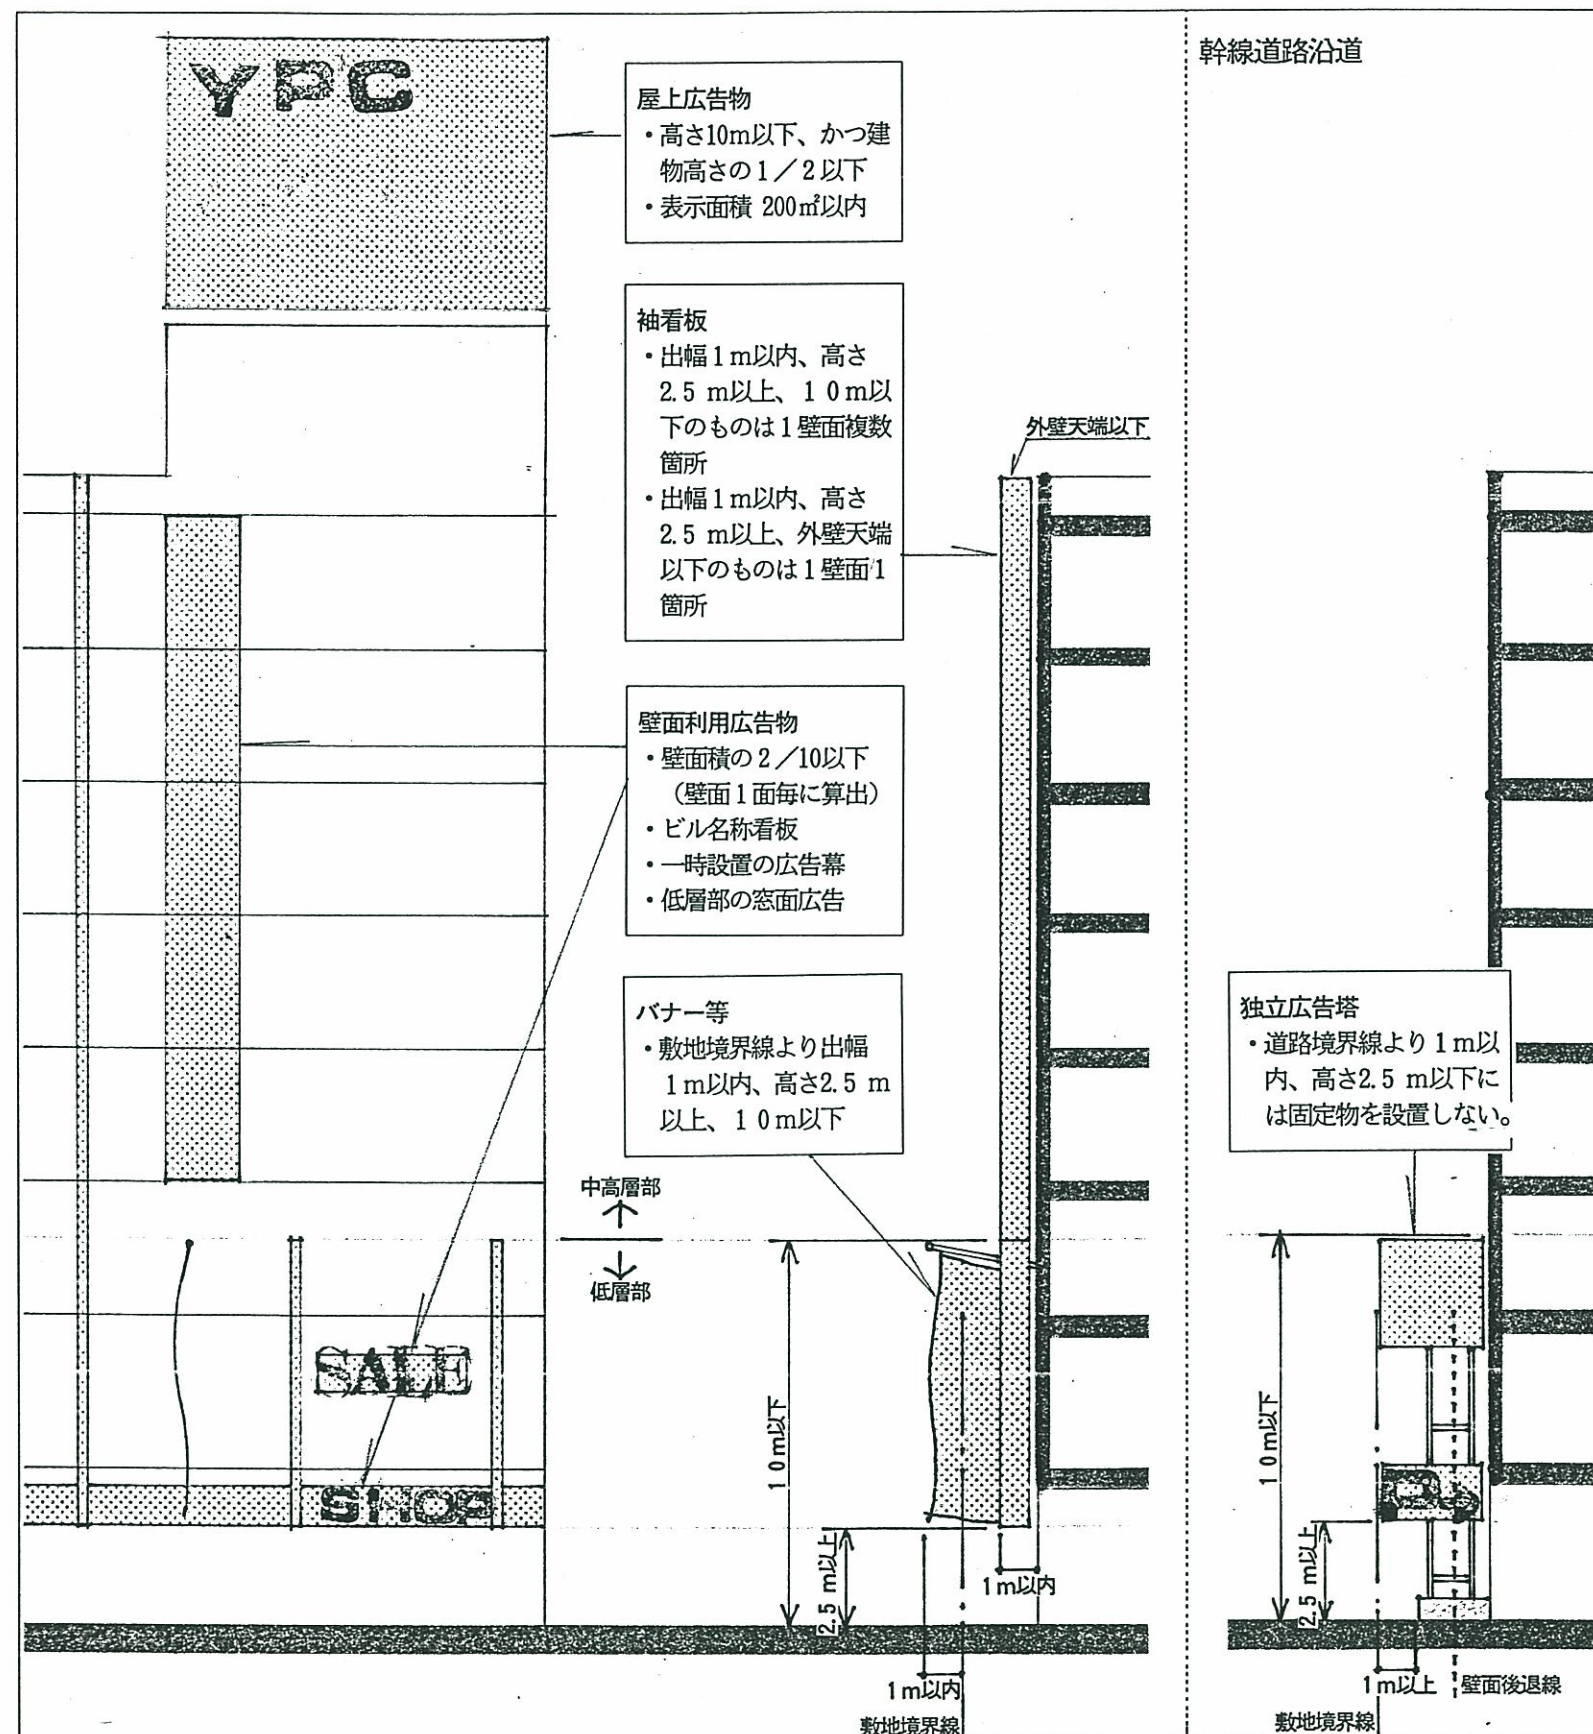 YPC
屋上広告物
・高さ10m以下、かつ建
物高さの1／2以下
・表示面積 200㎡以内
袖看板
・出幅1m以内、高さ
2.5 m以上、10m以
下のものは1壁面複数
箇所
・出幅1m以内、高さ
2.5 m以上、外壁天端
以下のものは1壁面1
箇所
外壁天端以下
壁面利用広告物
・壁面積の2／10以下
（壁面1面毎に算出）
・ビル名称看板
・一時設置の広告幕
・低層部の窓面広告
バナー等
・敷地境界線より出幅
1m以内、高さ2.5 m
以上、10m以下
中高層部
低層部
SALE
SHOP
10m以下
2.5 m以上
1m以内
1m以内
敷地境界線
幹線道路沿道
独立広告塔
・道路境界線より1m以
内、高さ2.5 m以下に
は固定物を設置しない。
10m以下
2.5 m以上
1m以上
壁面後退線
敷地境界線